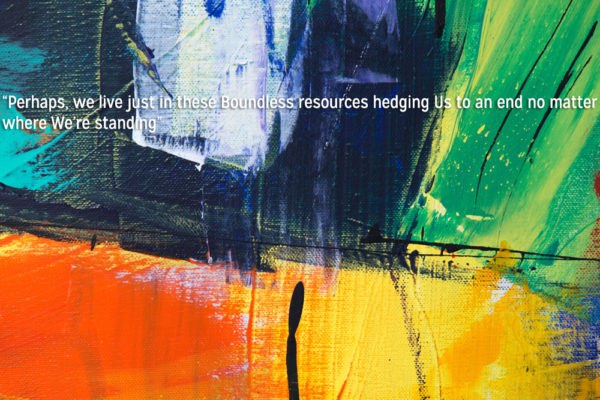 "Perhaps, we live just in these Boundless resources hedging Us to an end no matter
where We're standing"